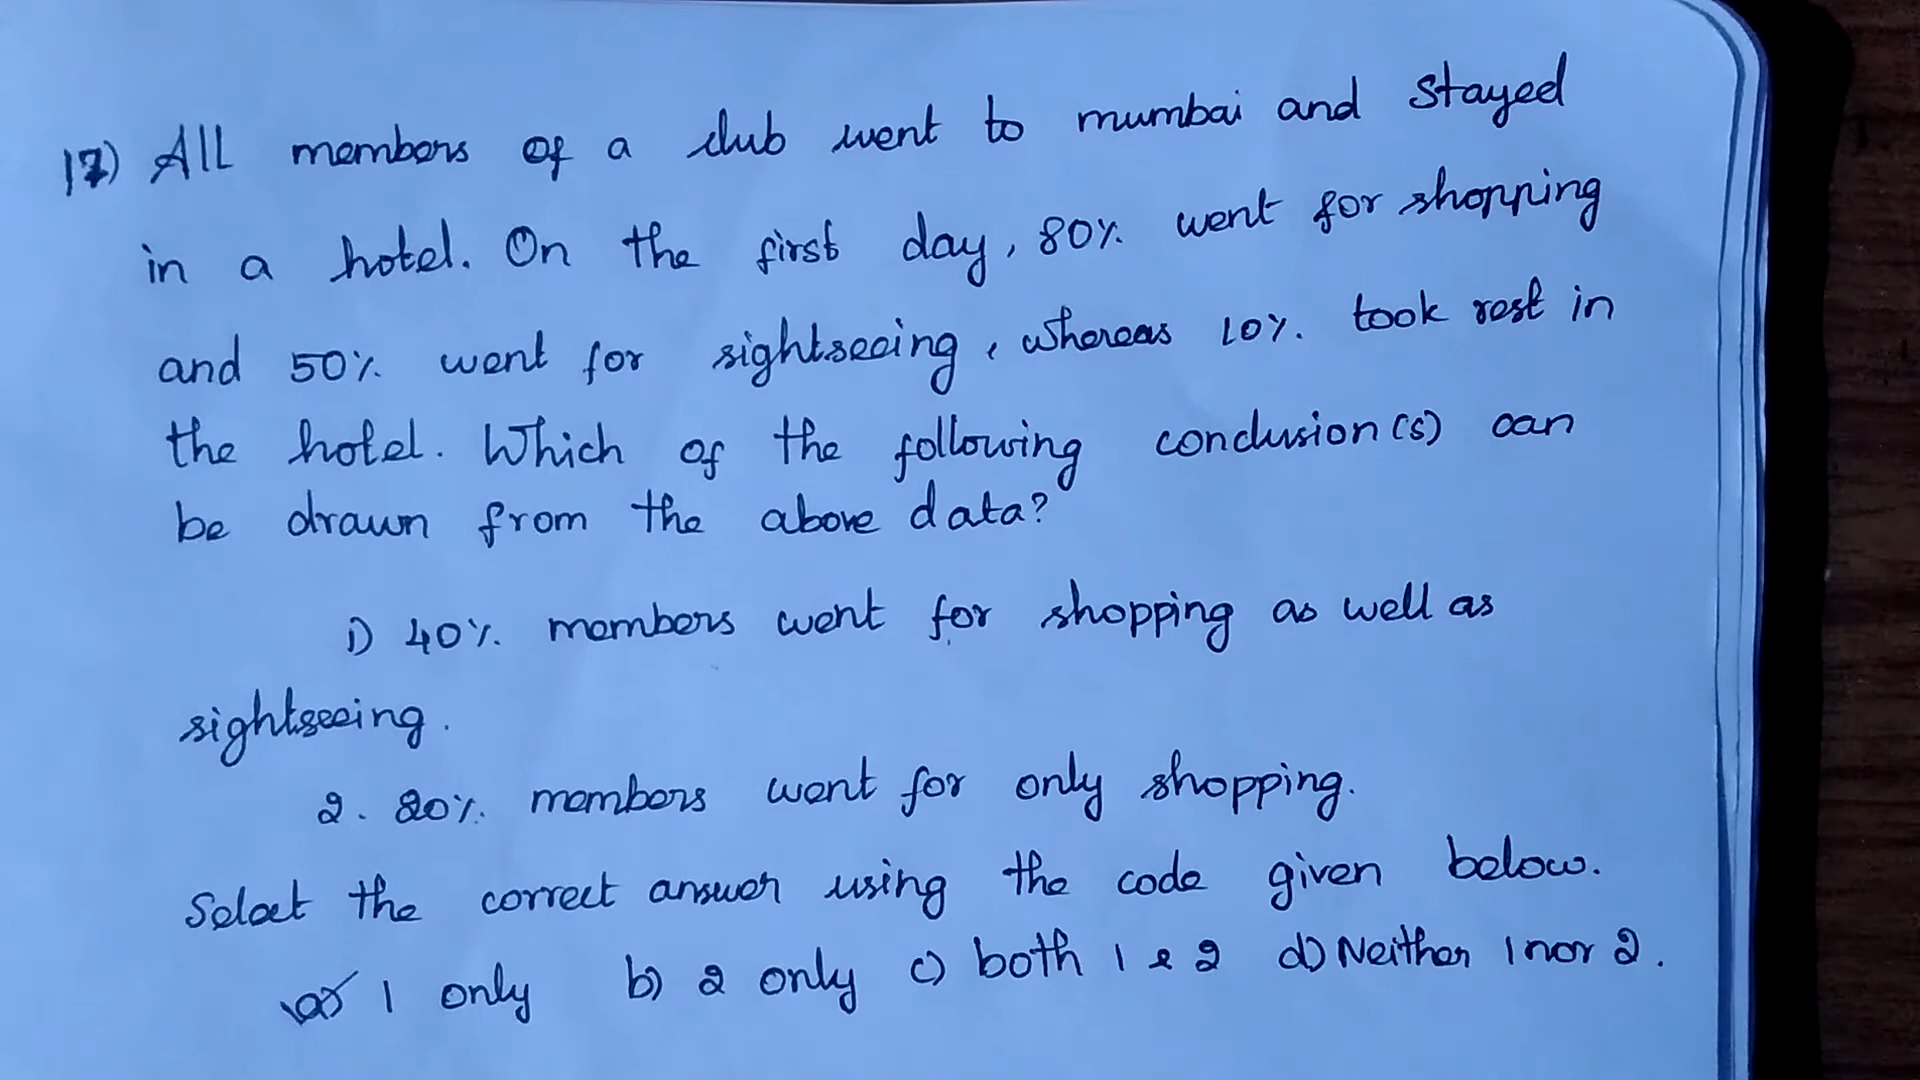 17) All members of a club went to mumbai and stayed
in a hotel. On the first day, 80%. went for shopping
and 50%. went for sightseeing, whereas 10%. took rest in
the hotel. Which of the following conclusion(s) can
be drawn from the above data?
1) 40%. members went for shopping as well as
sightseeing.
2. 20%. members went for only shopping.
Select the correct answer using the code given below.
a) 1 only b) 2 only c) both 1 & 2 d) Neither 1 nor 2.